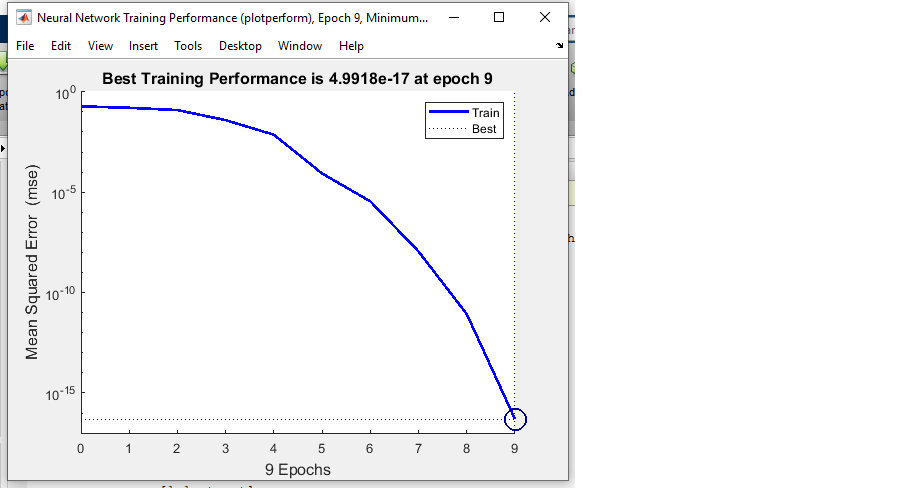 Neural Network Training Performance (plotperform), Epoch 9, Minimum...
File Edit View Insert Tools Desktop Window Help
Best Training Performance is 4.9918e-17 at epoch 9
Train
Best
10^0
10^-5
10^-10
10^-15
Mean Squared Error (mse)
0 1 2 3 4 5 6 7 8 9
9 Epochs